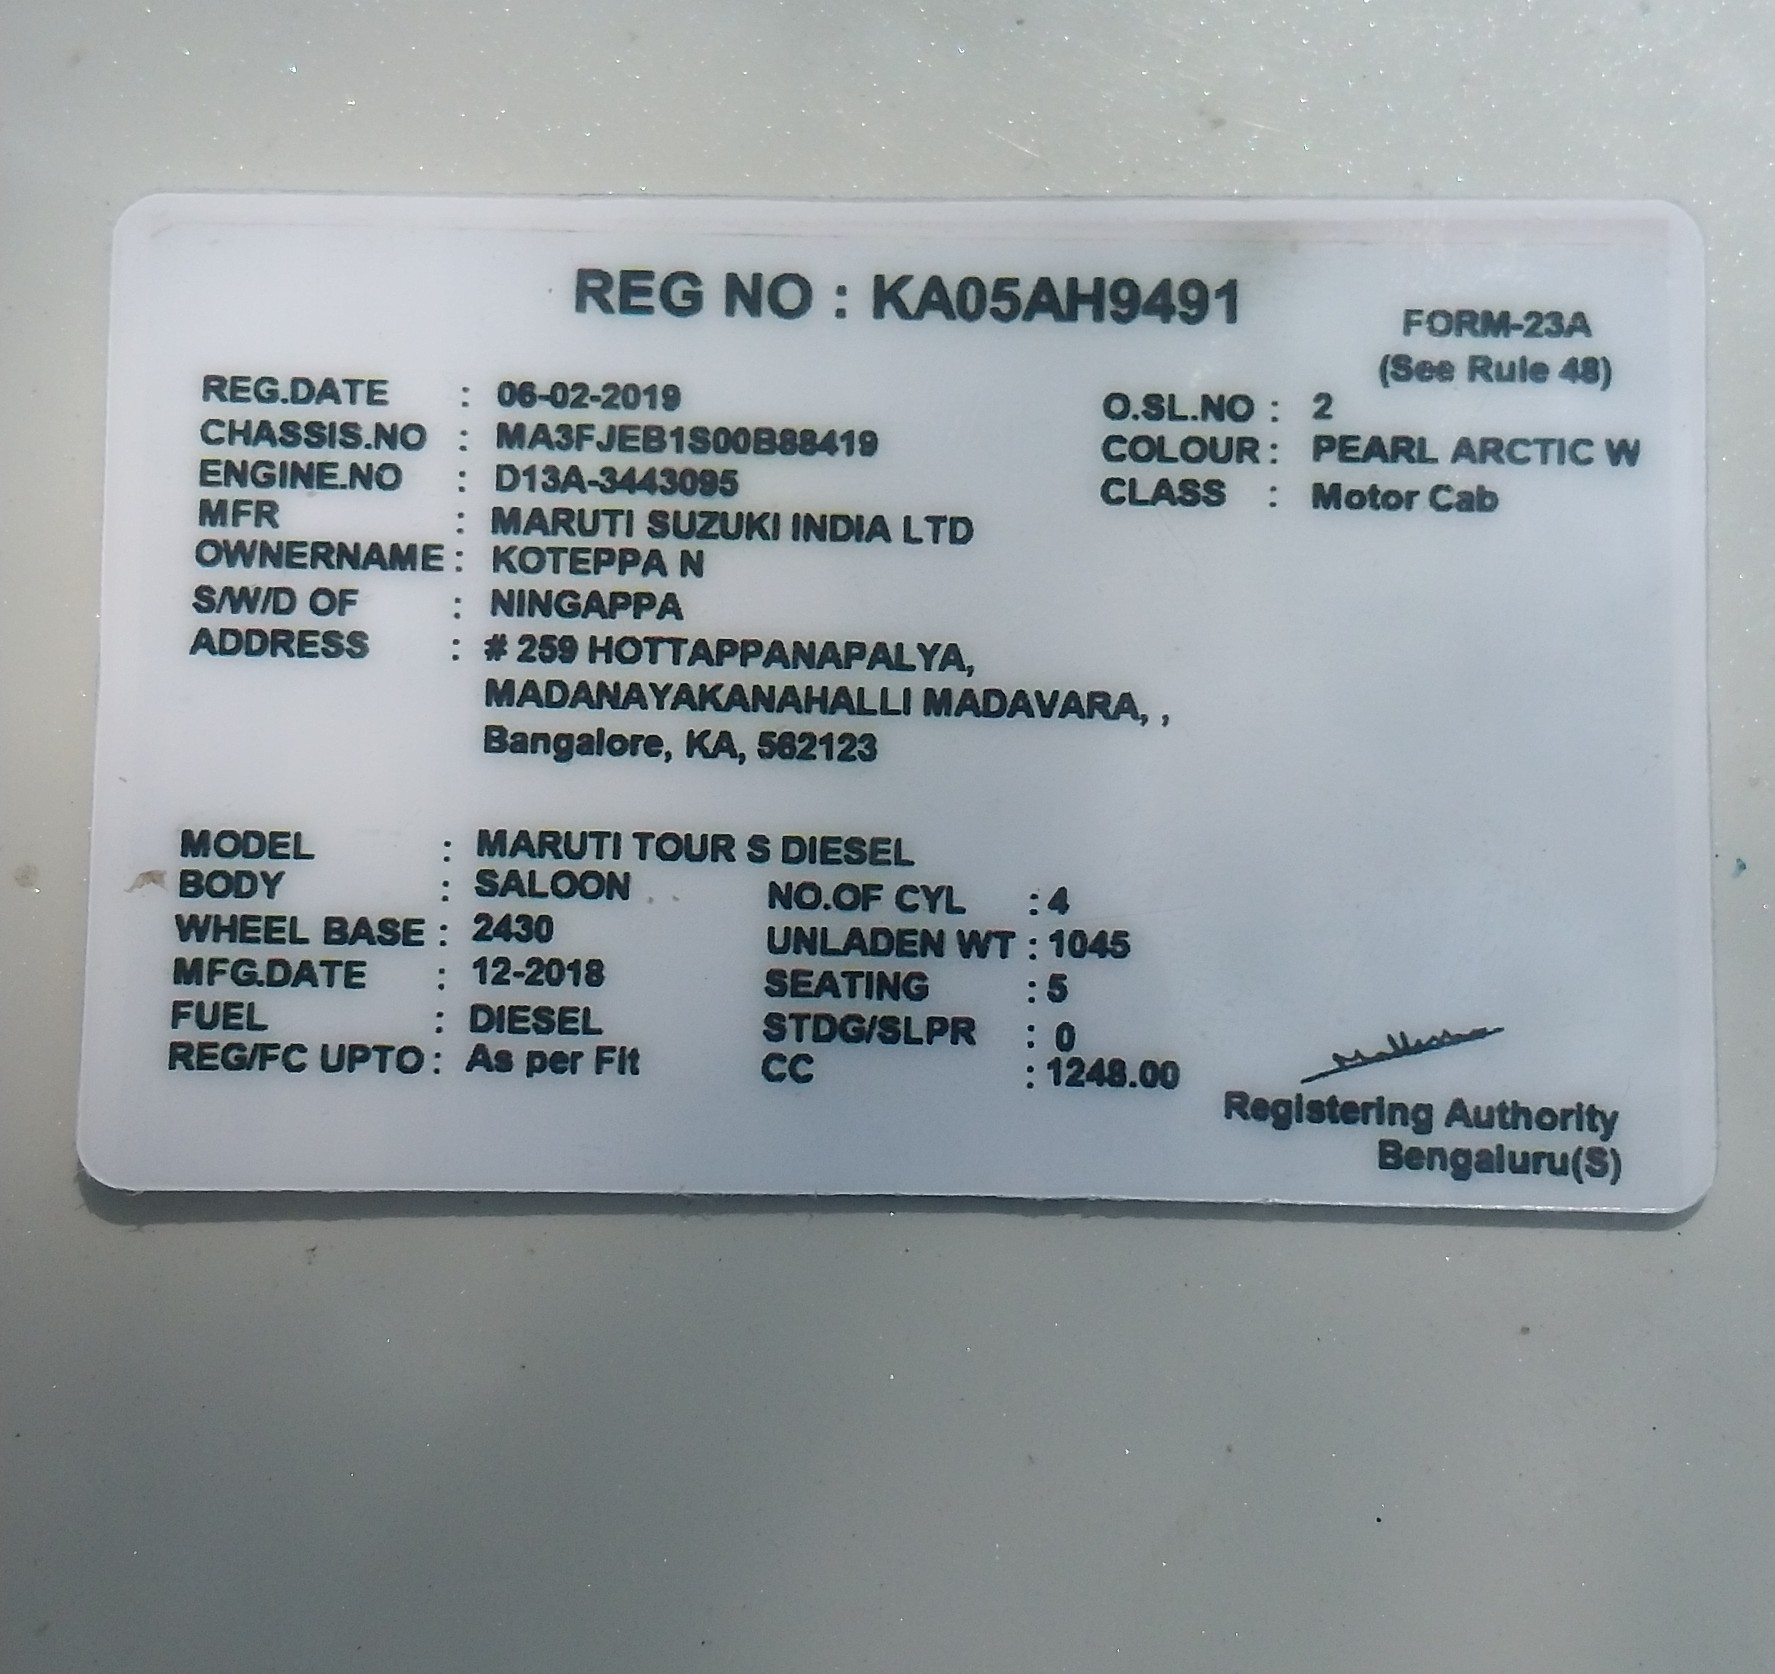 REG NO : KA05AH9491
FORM-23A
(See Rule 48)
REG.DATE : 06-02-2019
O.SL.NO : 2
CHASSIS.NO : MA3FJEB1S00B88419
COLOUR : PEARL ARCTIC W
ENGINE.NO : D13A-3443095
CLASS : Motor Cab
MFR : MARUTI SUZUKI INDIA LTD
OWNERNAME : KOTEPPA N
S/W/D OF : NINGAPPA
ADDRESS : # 259 HOTTAPPANAPALYA,
MADANAYAKANAHALLI MADAVARA, ,
Bangalore, KA, 562123
MODEL : MARUTI TOUR S DIESEL
BODY : SALOON NO.OF CYL : 4
WHEEL BASE : 2430 UNLADEN WT : 1045
MFG.DATE : 12-2018 SEATING : 5
FUEL : DIESEL STDG/SLPR : 0
REG/FC UPTO : As per Fit CC : 1248.00
Registering Authority
Bengaluru(S)